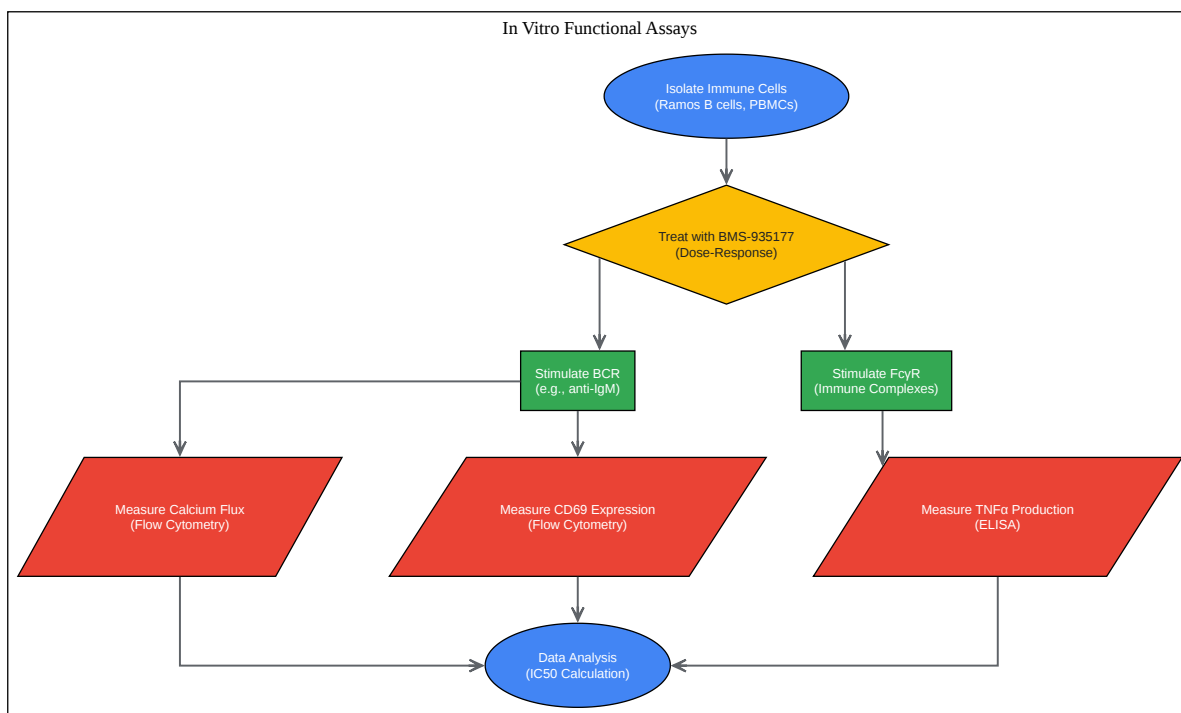 In Vitro Functional Assays
Isolate Immune Cells
(Ramos B cells, PBMCs)
Treat with BMS-935177
(Dose-Response)
Stimulate BCR
(e.g., anti-IgM)
Stimulate FcγR
(Immune Complexes)
Measure Calcium Flux
(Flow Cytometry)
Measure CD69 Expression
(Flow Cytometry)
Measure TNFα Production
(ELISA)
Data Analysis
(IC50 Calculation)